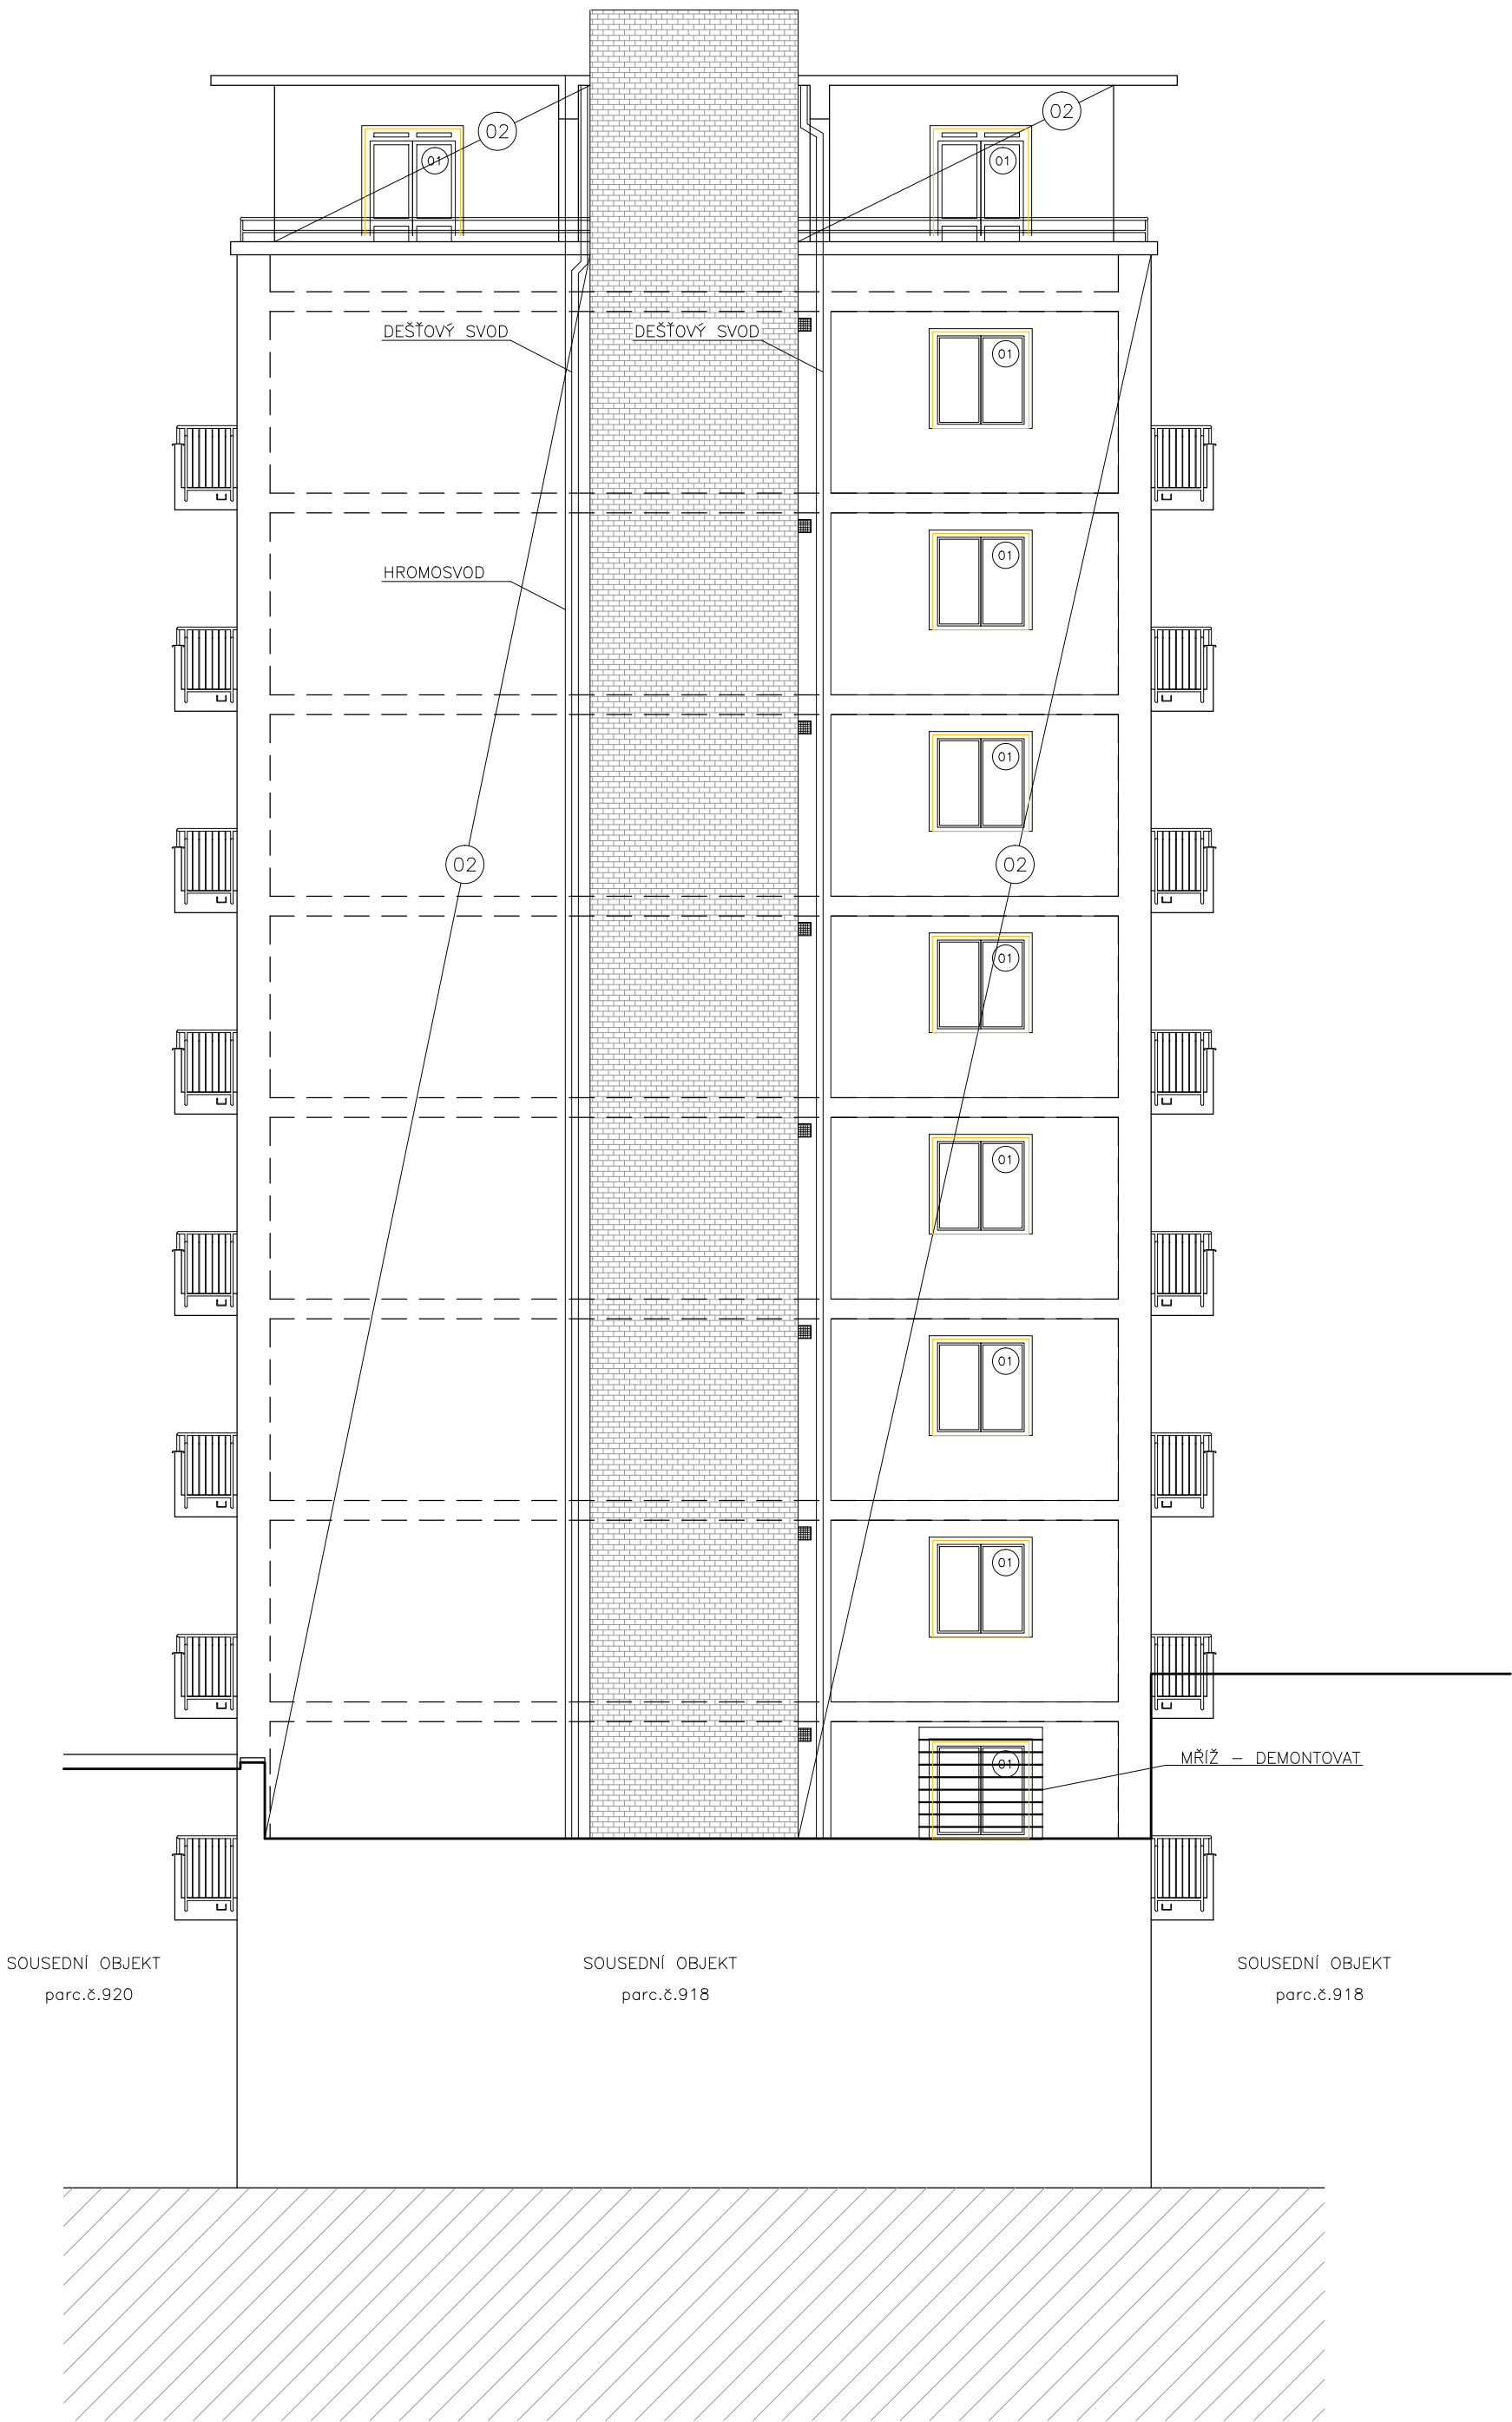 02
02
01
01
DEŠŤOVÝ SVOD
DEŠŤOVÝ SVOD
01
HROMOSVOD
01
01
02
02
01
01
01
01
01
MŘÍŽ – DEMONTOVAT
SOUSEDNÍ OBJEKT
parc.č.920
SOUSEDNÍ OBJEKT
parc.č.918
SOUSEDNÍ OBJEKT
parc.č.918